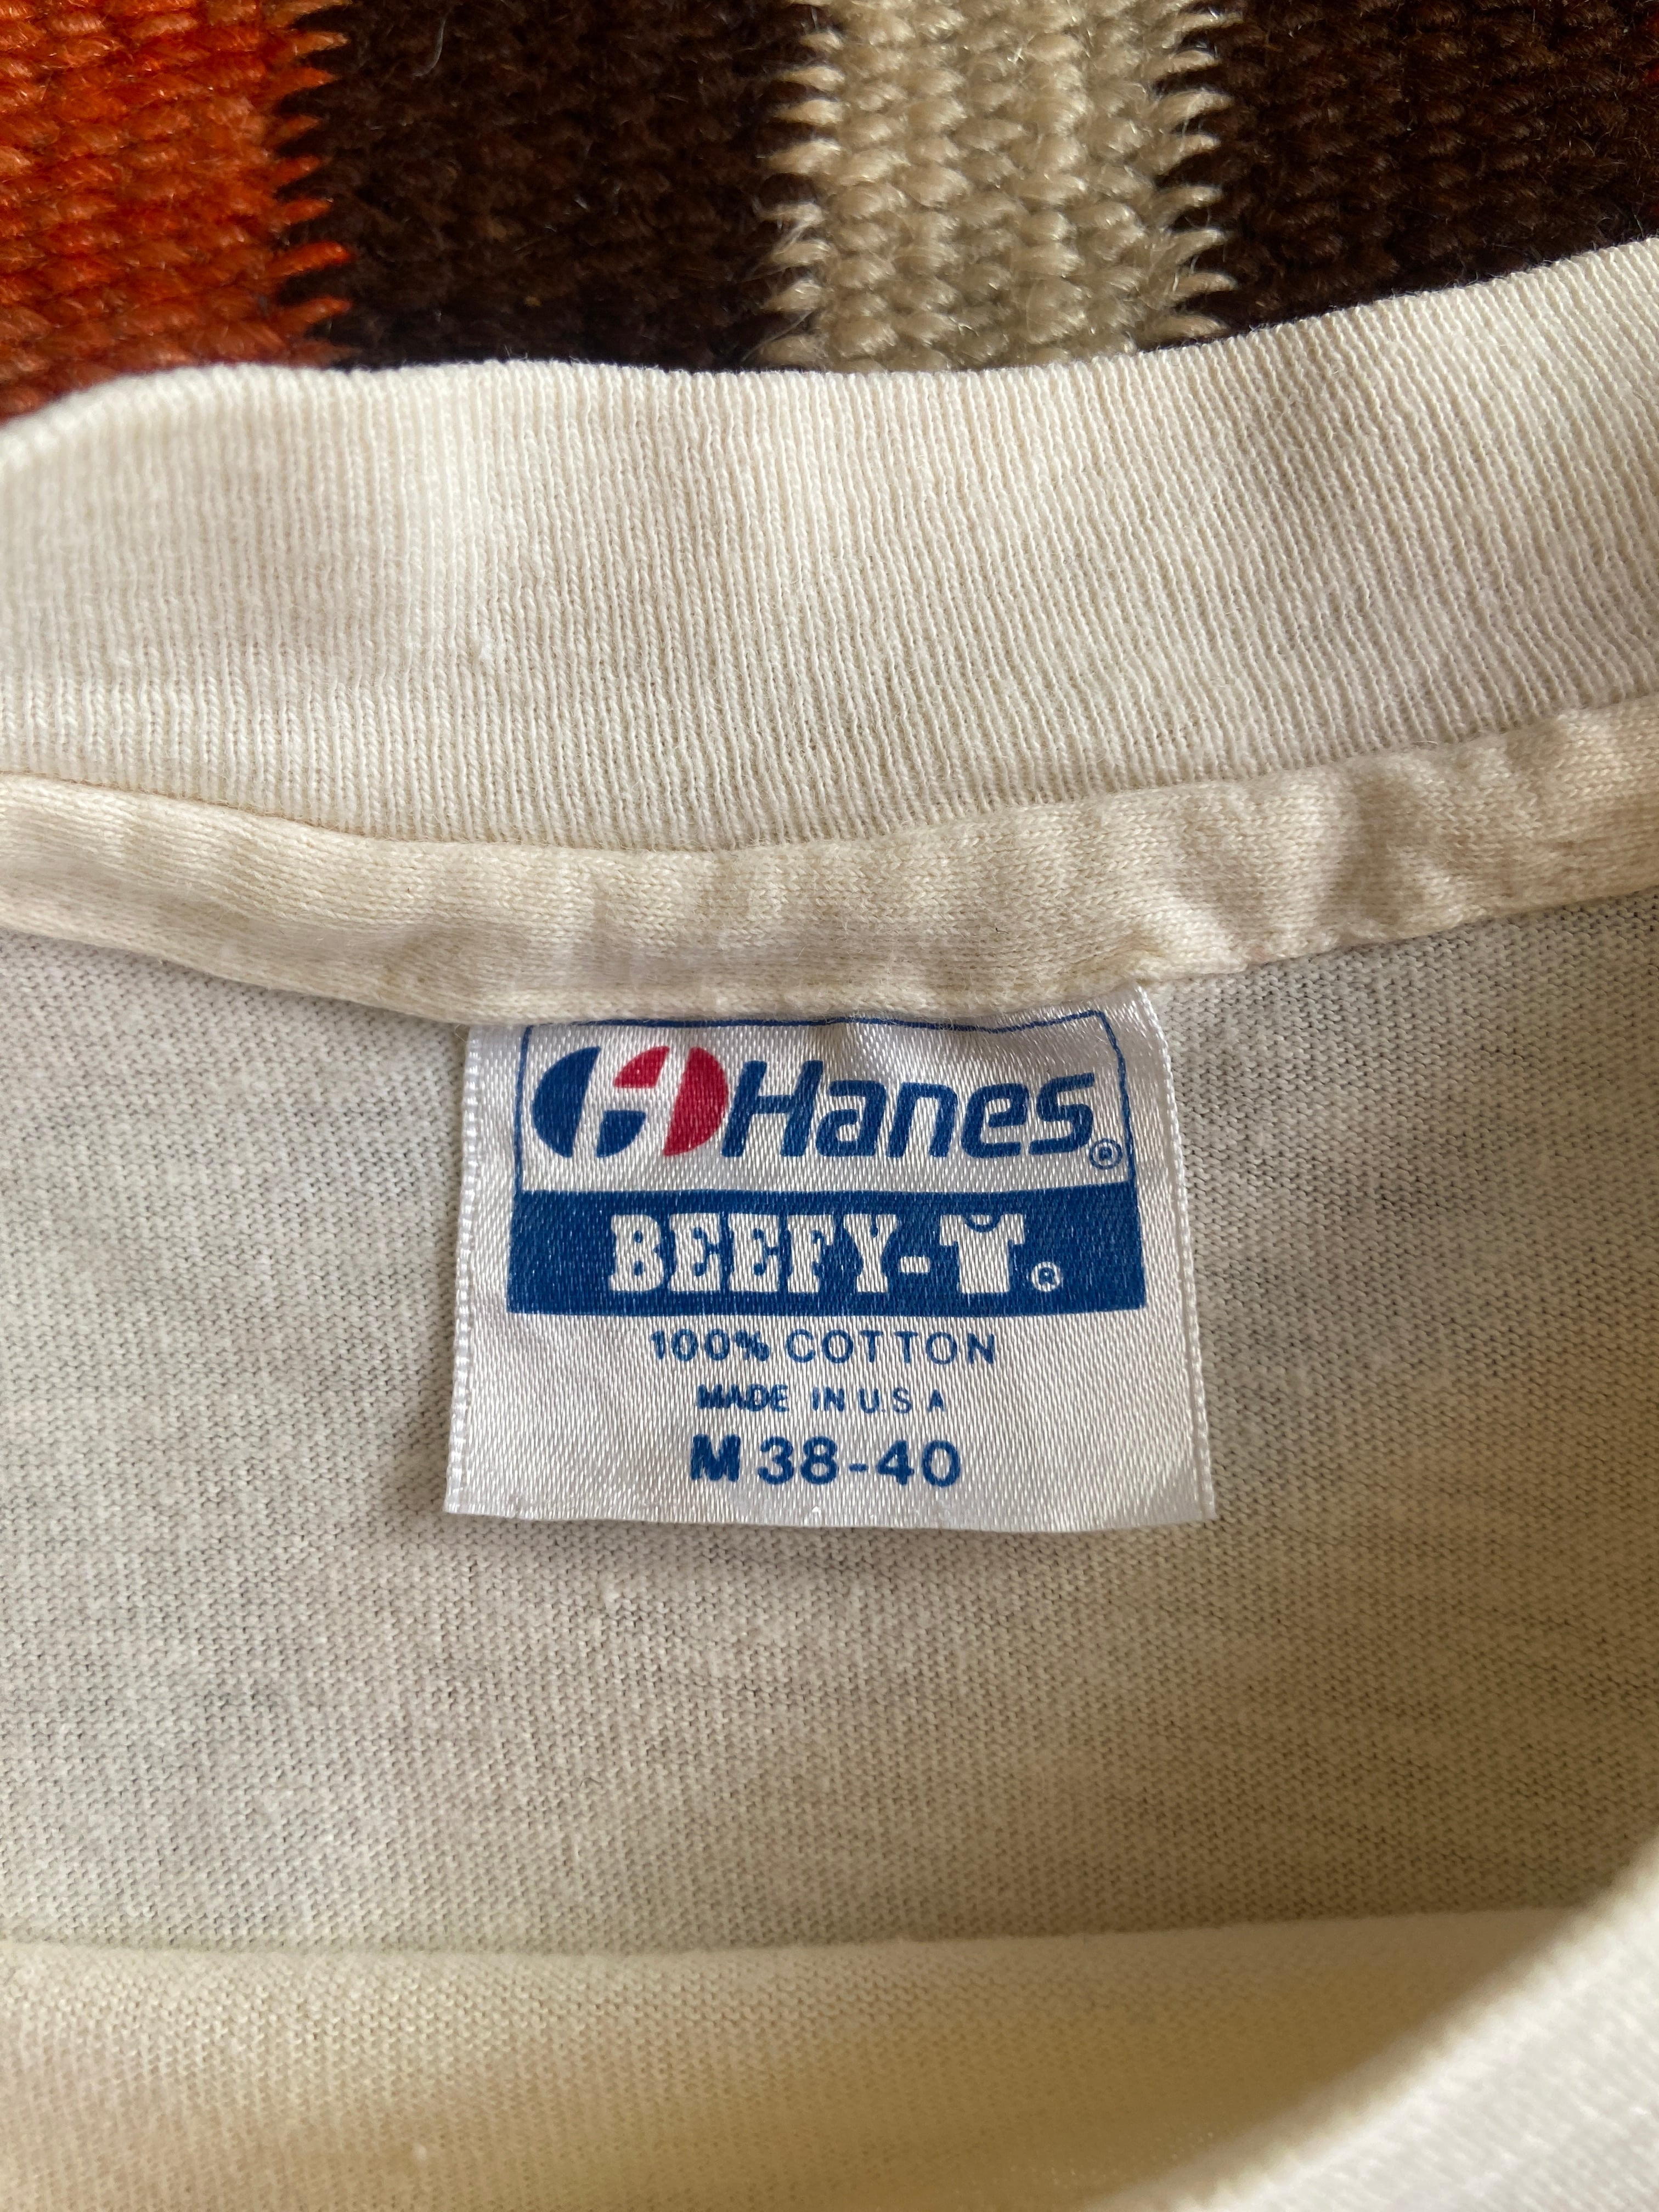 Hanes®
BEEFY-T®
100% COTTON
MADE IN U.S.A
M 38-40